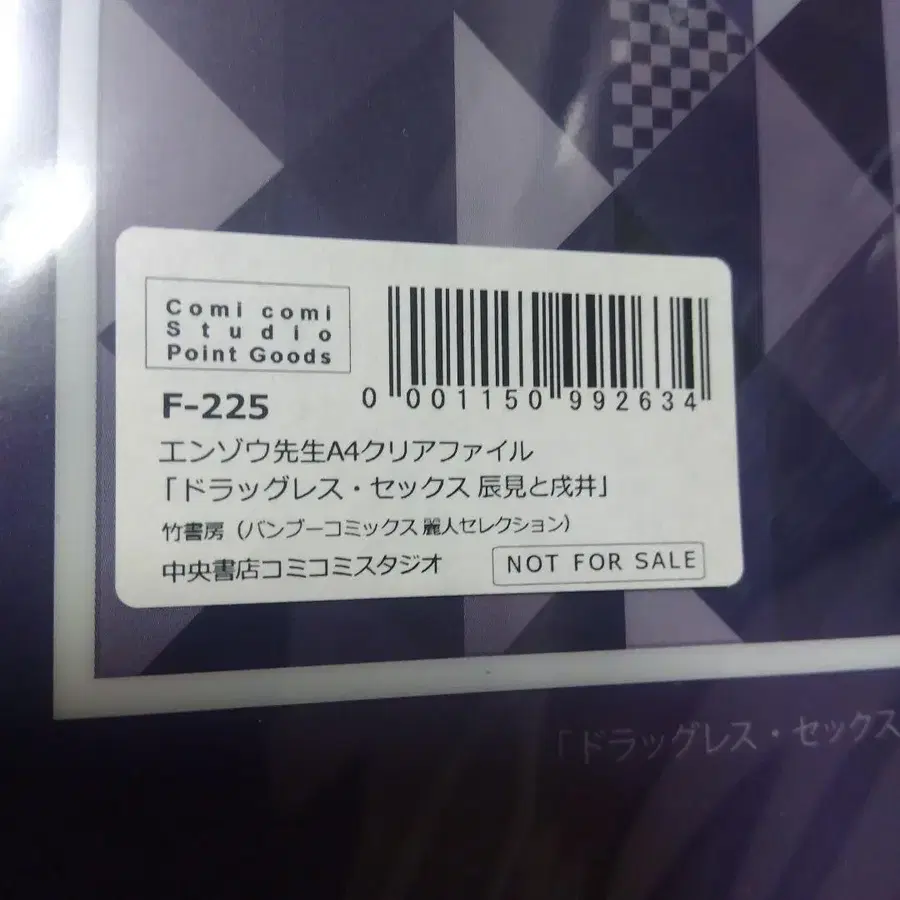 Comi comi
Studio
Point Goods
0 001150 992634
F-225
エンゾウ先生A4クリアファイル
「ドラッグレス・セックス 辰見と戌井」
竹書房（バンブーコミックス 麗人セレクション）
中央書店コミコミスタジオ
NOT FOR SALE
「ドラッグレス・セックス